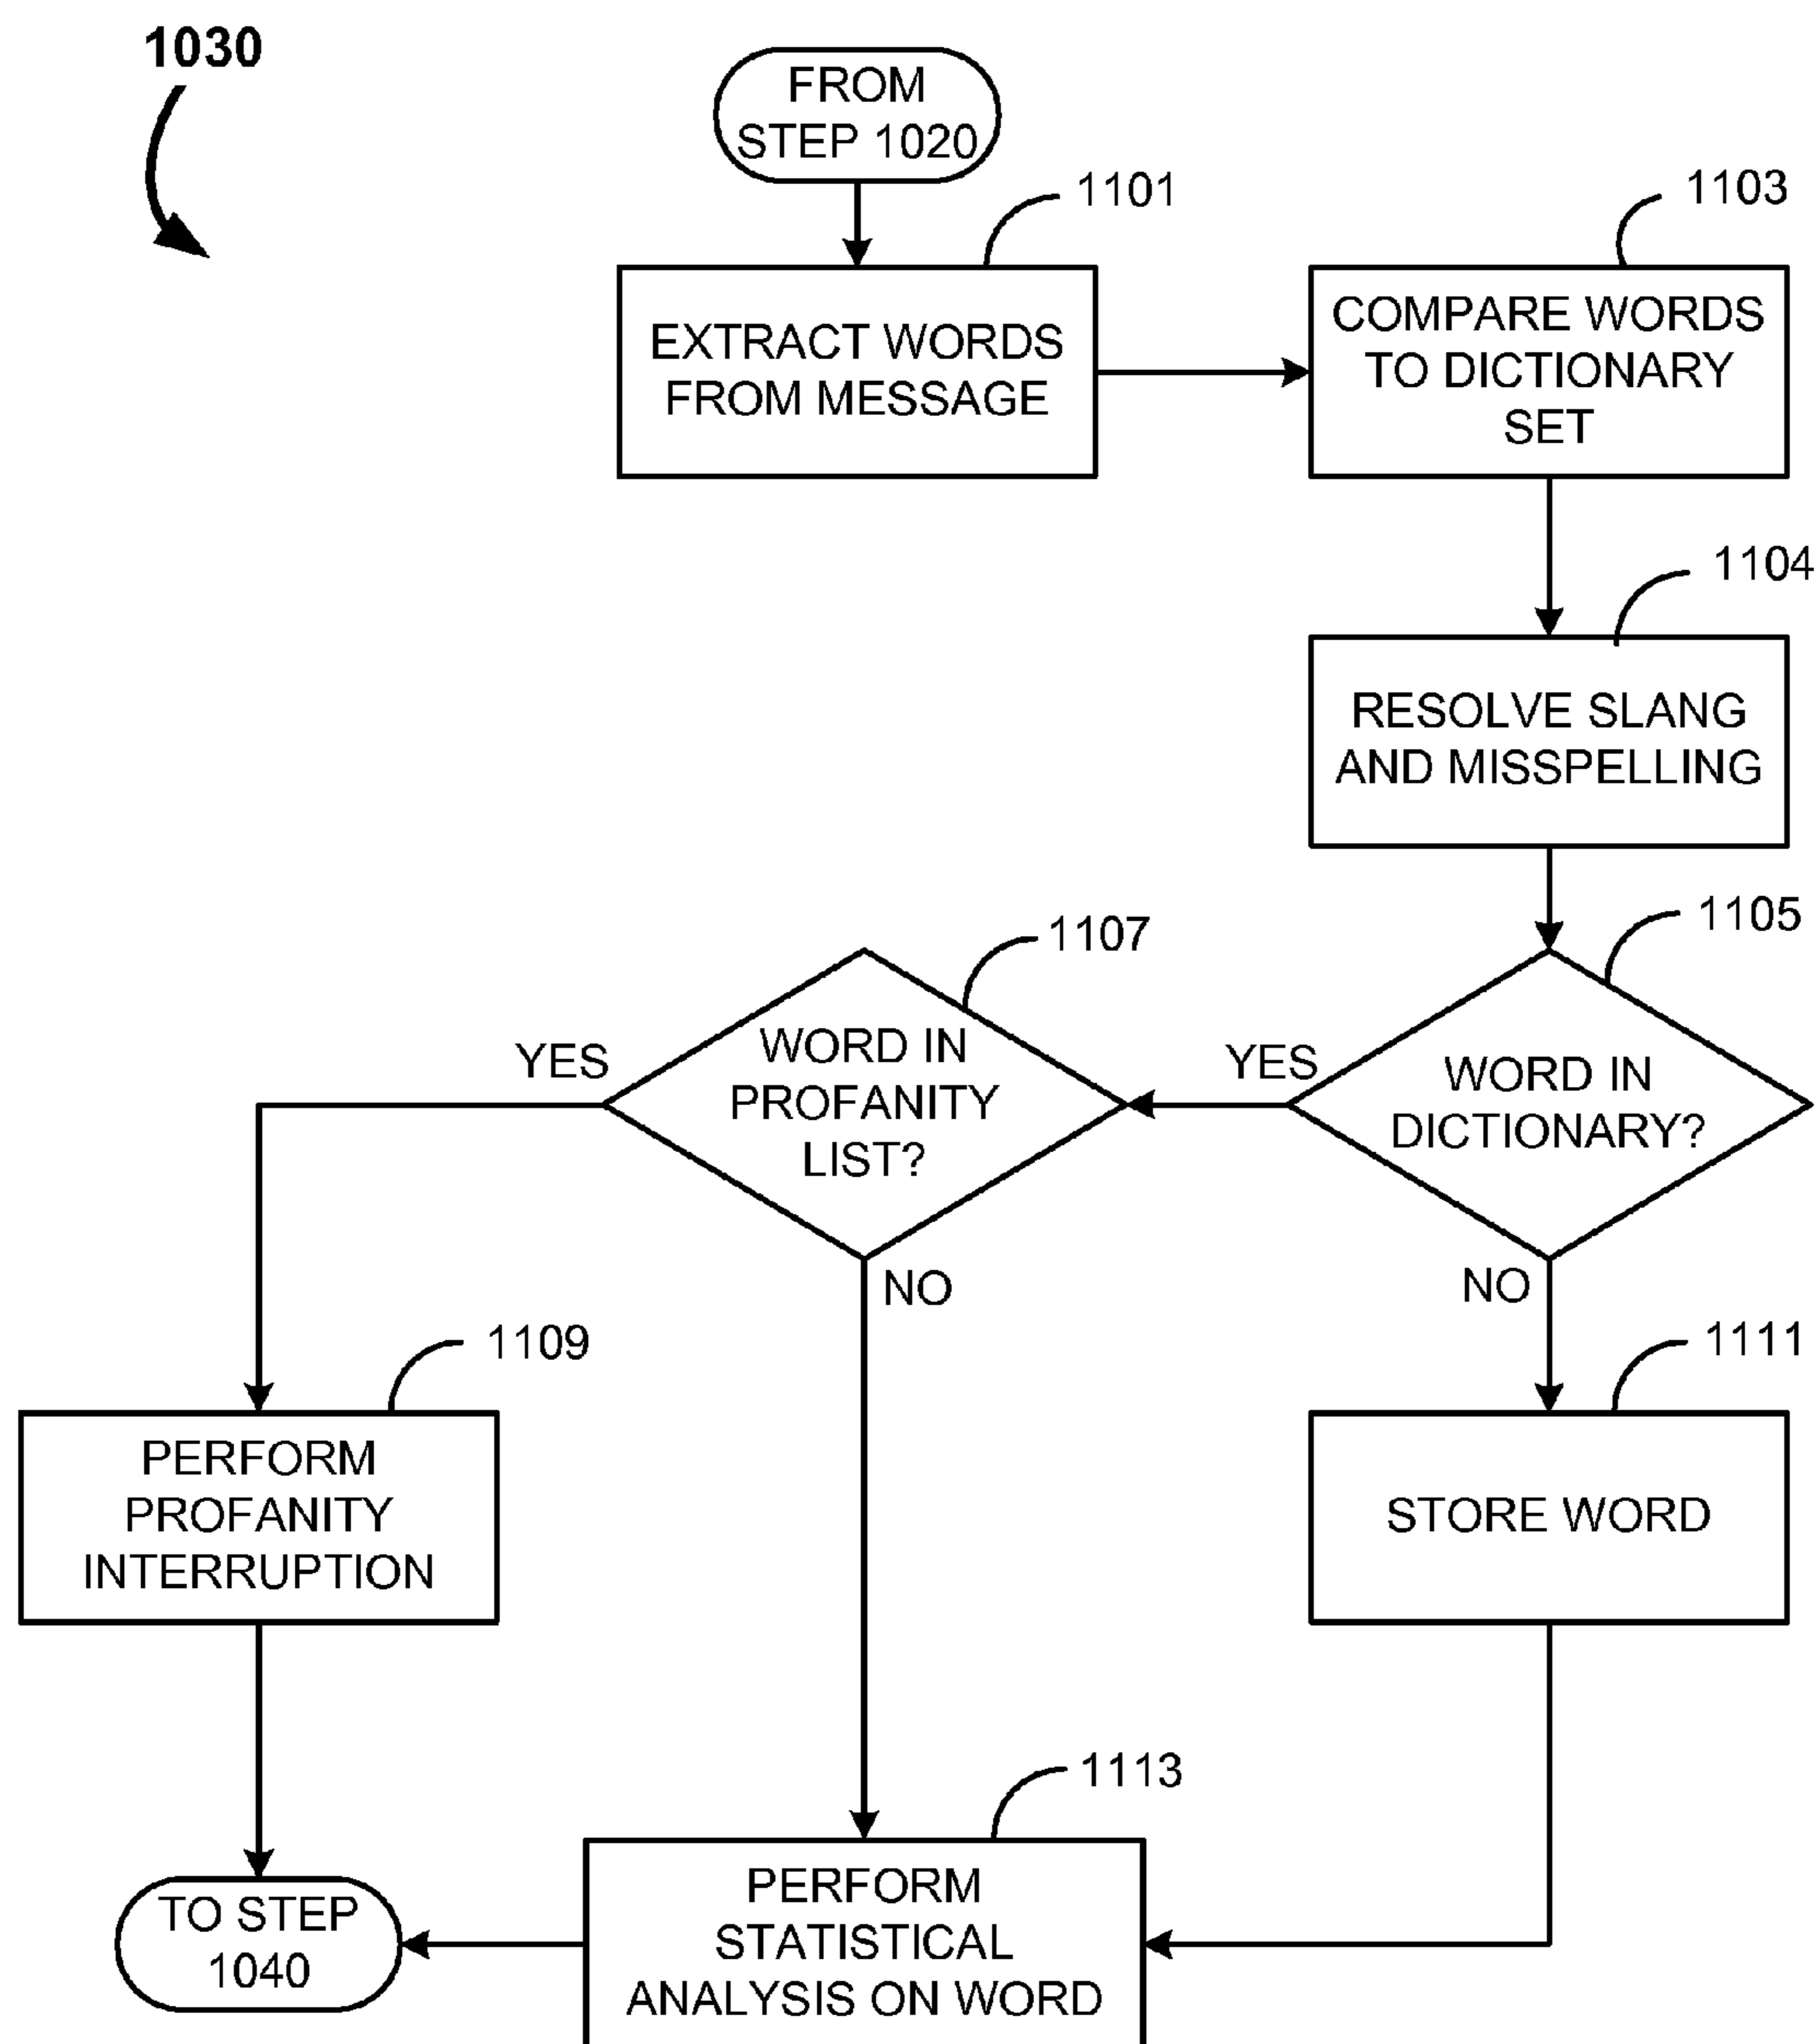 1030
FROM
STEP 1020
1101
EXTRACT WORDS
FROM MESSAGE
1103
COMPARE WORDS
TO DICTIONARY
SET
1104
RESOLVE SLANG
AND MISSPELLING
1105
WORD IN
DICTIONARY?
YES
NO
1107
WORD IN
PROFANITY
LIST?
YES
NO
1109
PERFORM
PROFANITY
INTERRUPTION
1111
STORE WORD
1113
PERFORM
STATISTICAL
ANALYSIS ON WORD
TO STEP
1040